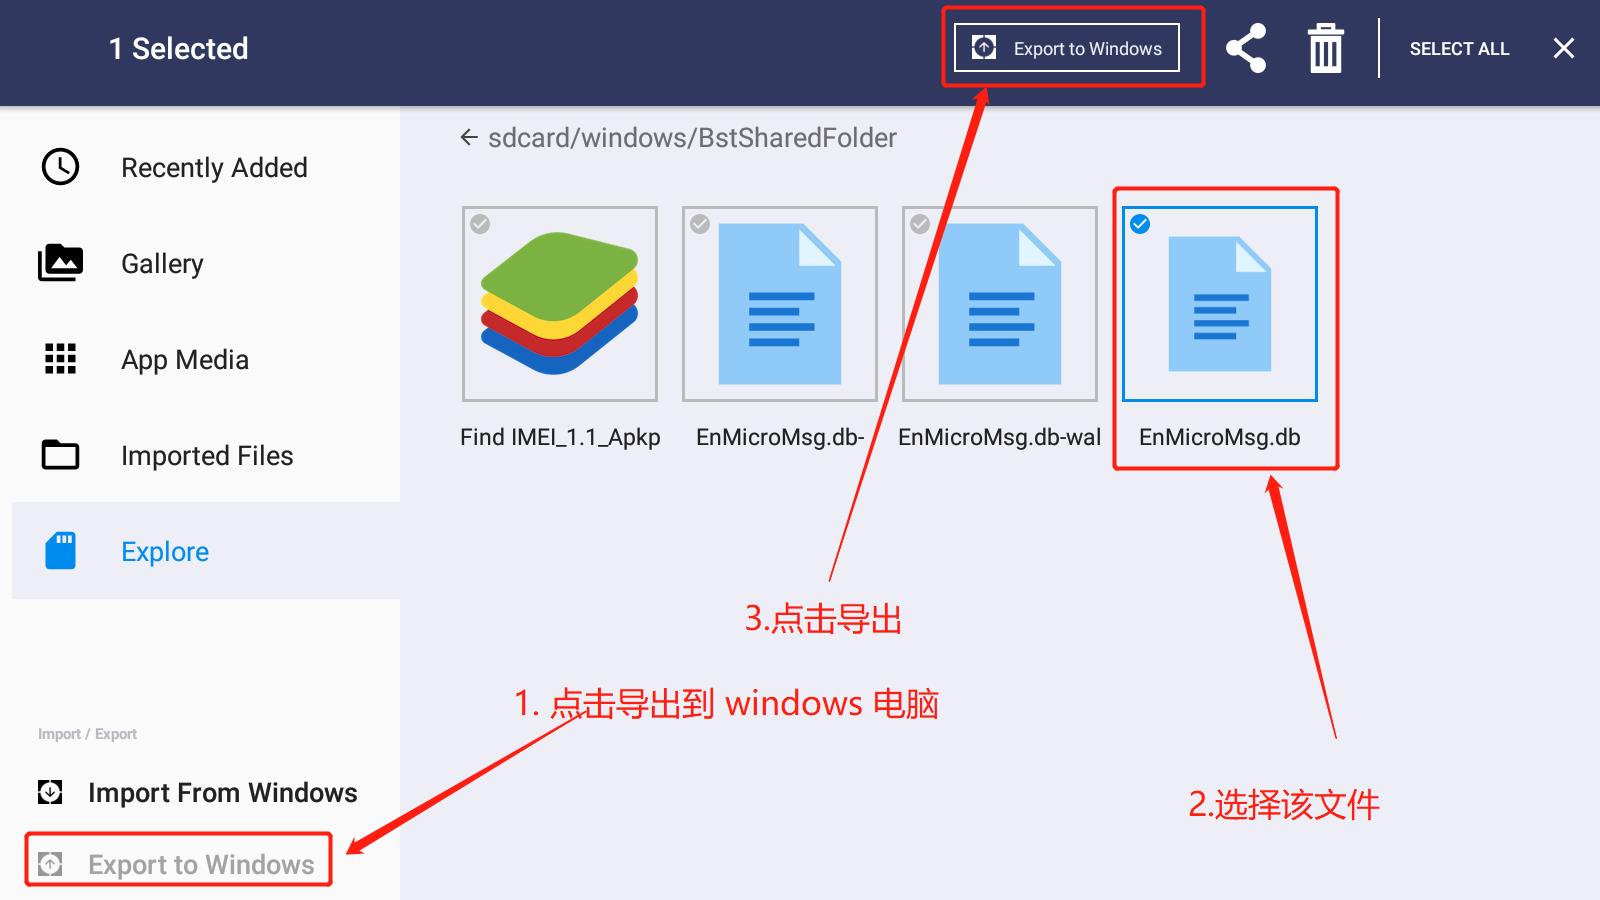 1 Selected
Export to Windows
SELECT ALL
sdcard/windows/BstSharedFolder
Recently Added
Gallery
App Media
Imported Files
Explore
Find IMEI_1.1_Apkp
EnMicroMsg.db-
EnMicroMsg.db-wal
EnMicroMsg.db
3.点击导出
1. 点击导出到 windows 电脑
2.选择该文件
Import / Export
Import From Windows
Export to Windows